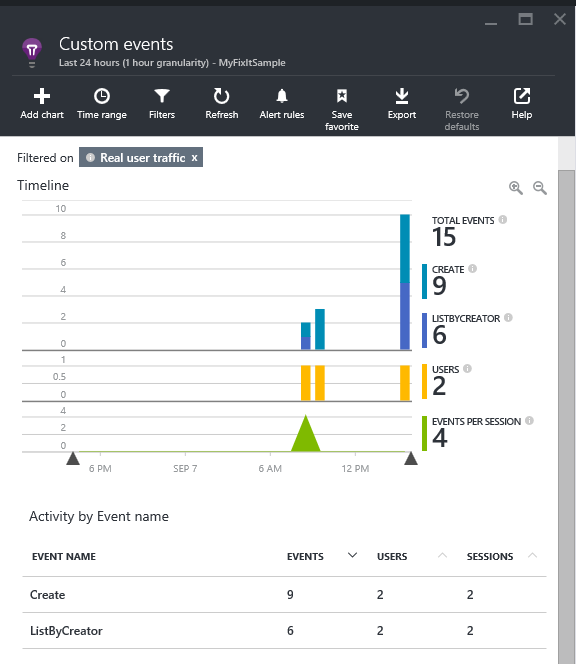 Custom events
Last 24 hours (1 hour granularity) - MyFixItSample
Add chart
Time range
Filters
Refresh
Alert rules
Save favorite
Export
Restore defaults
Help
Filtered on
Real user traffic x
Timeline
10
8
6
4
2
0
1
0.5
0
4
2
0
6 PM
SEP 7
6 AM
12 PM
TOTAL EVENTS
15
CREATE
9
LISTBYCREATOR
6
USERS
2
EVENTS PER SESSION
4
Activity by Event name
EVENT NAME EVENTS USERS SESSIONS
Create 9 2 2
ListByCreator 6 2 2